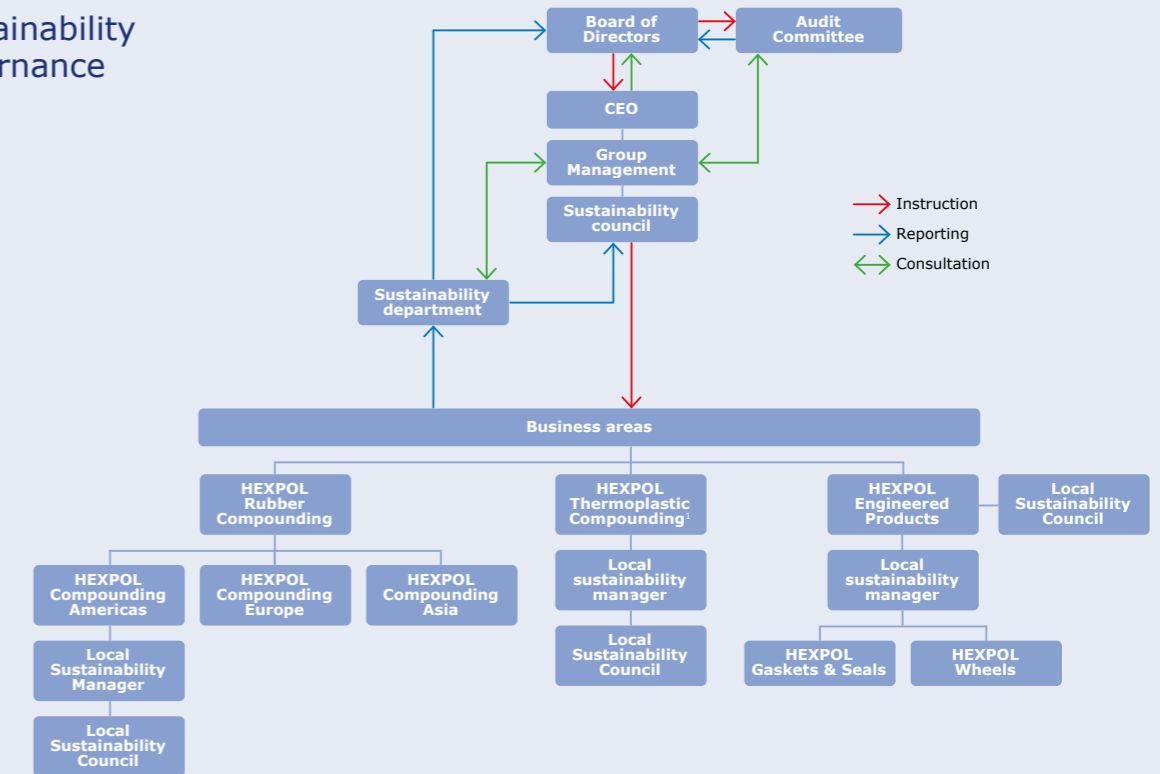 ainability
rnance
Board of
Directors
Audit
Committee
CEO
Group
Management
Sustainability
council
Instruction
Reporting
Consultation
Sustainability
department
Business areas
HEXPOL
Rubber
Compounding
HEXPOL
Thermoplastic
Compounding¹
HEXPOL
Engineered
Products
Local
Sustainability
Council
HEXPOL
Compounding
Americas
HEXPOL
Compounding
Europe
HEXPOL
Compounding
Asia
Local
sustainability
manager
Local
sustainability
manager
Local
Sustainability
Manager
Local
Sustainability
Council
HEXPOL
Gaskets & Seals
HEXPOL
Wheels
Local
Sustainability
Council